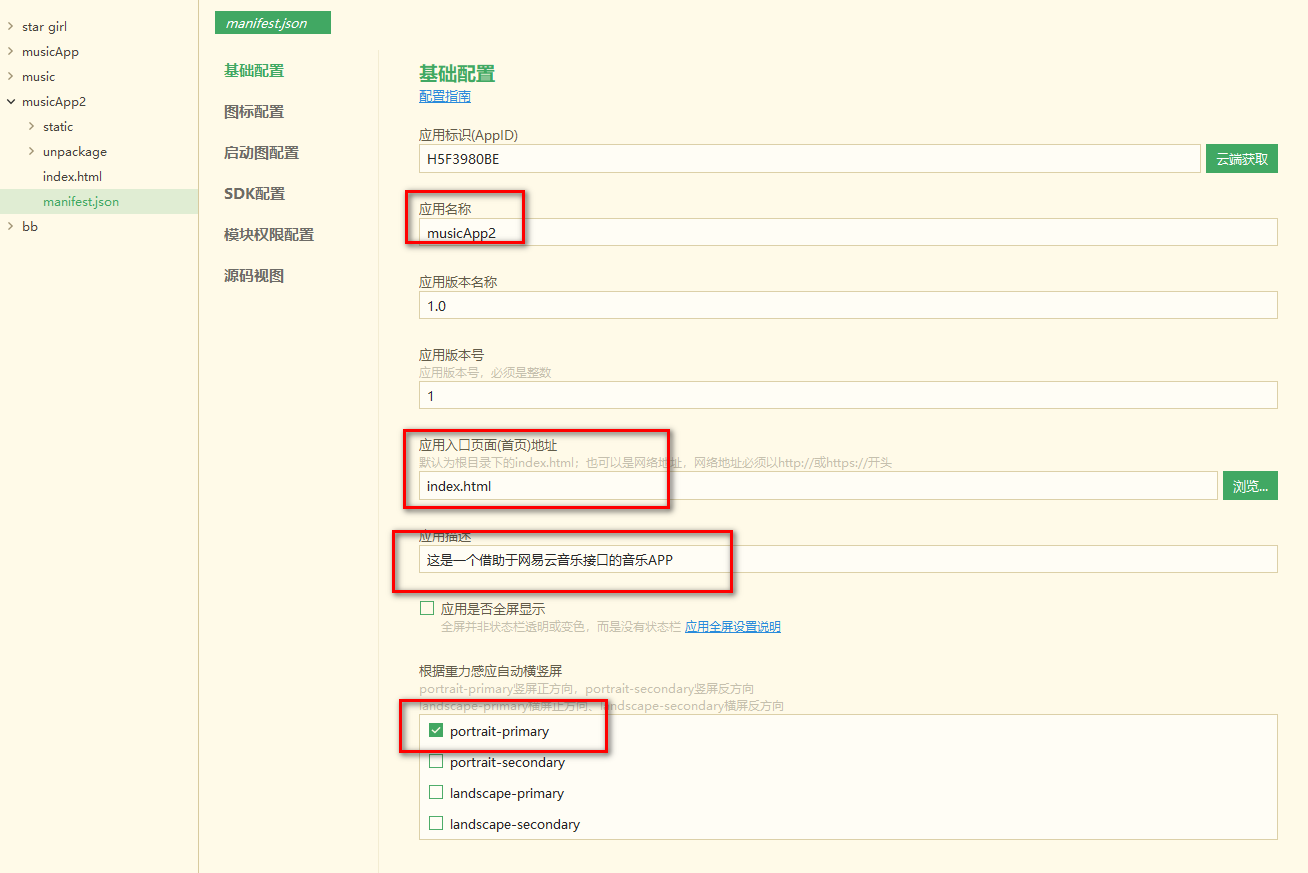 star girl
musicApp
music
musicApp2
static
unpackage
index.html
manifest.json
bb
manifest.json
基础配置
图标配置
启动图配置
SDK配置
模块权限配置
源码视图
基础配置
配置指南
应用标识(AppID)
H5F3980BE
云端获取
应用名称
musicApp2
应用版本名称
1.0
应用版本号
应用版本号，必须是整数
1
应用入口页面(首页)地址
默认为根目录下的index.html；也可以是网络地址，网络地址必须以http://或https://开头
index.html
浏览...
应用描述
这是一个借助于网易云音乐接口的音乐APP
应用是否全屏显示
全屏并非状态栏透明或变色，而是没有状态栏 应用全屏设置说明
根据重力感应自动横竖屏
portrait-primary竖屏正方向，portrait-secondary竖屏反方向
landscape-primary横屏正方向、landscape-secondary横屏反方向
portrait-primary
portrait-secondary
landscape-primary
landscape-secondary